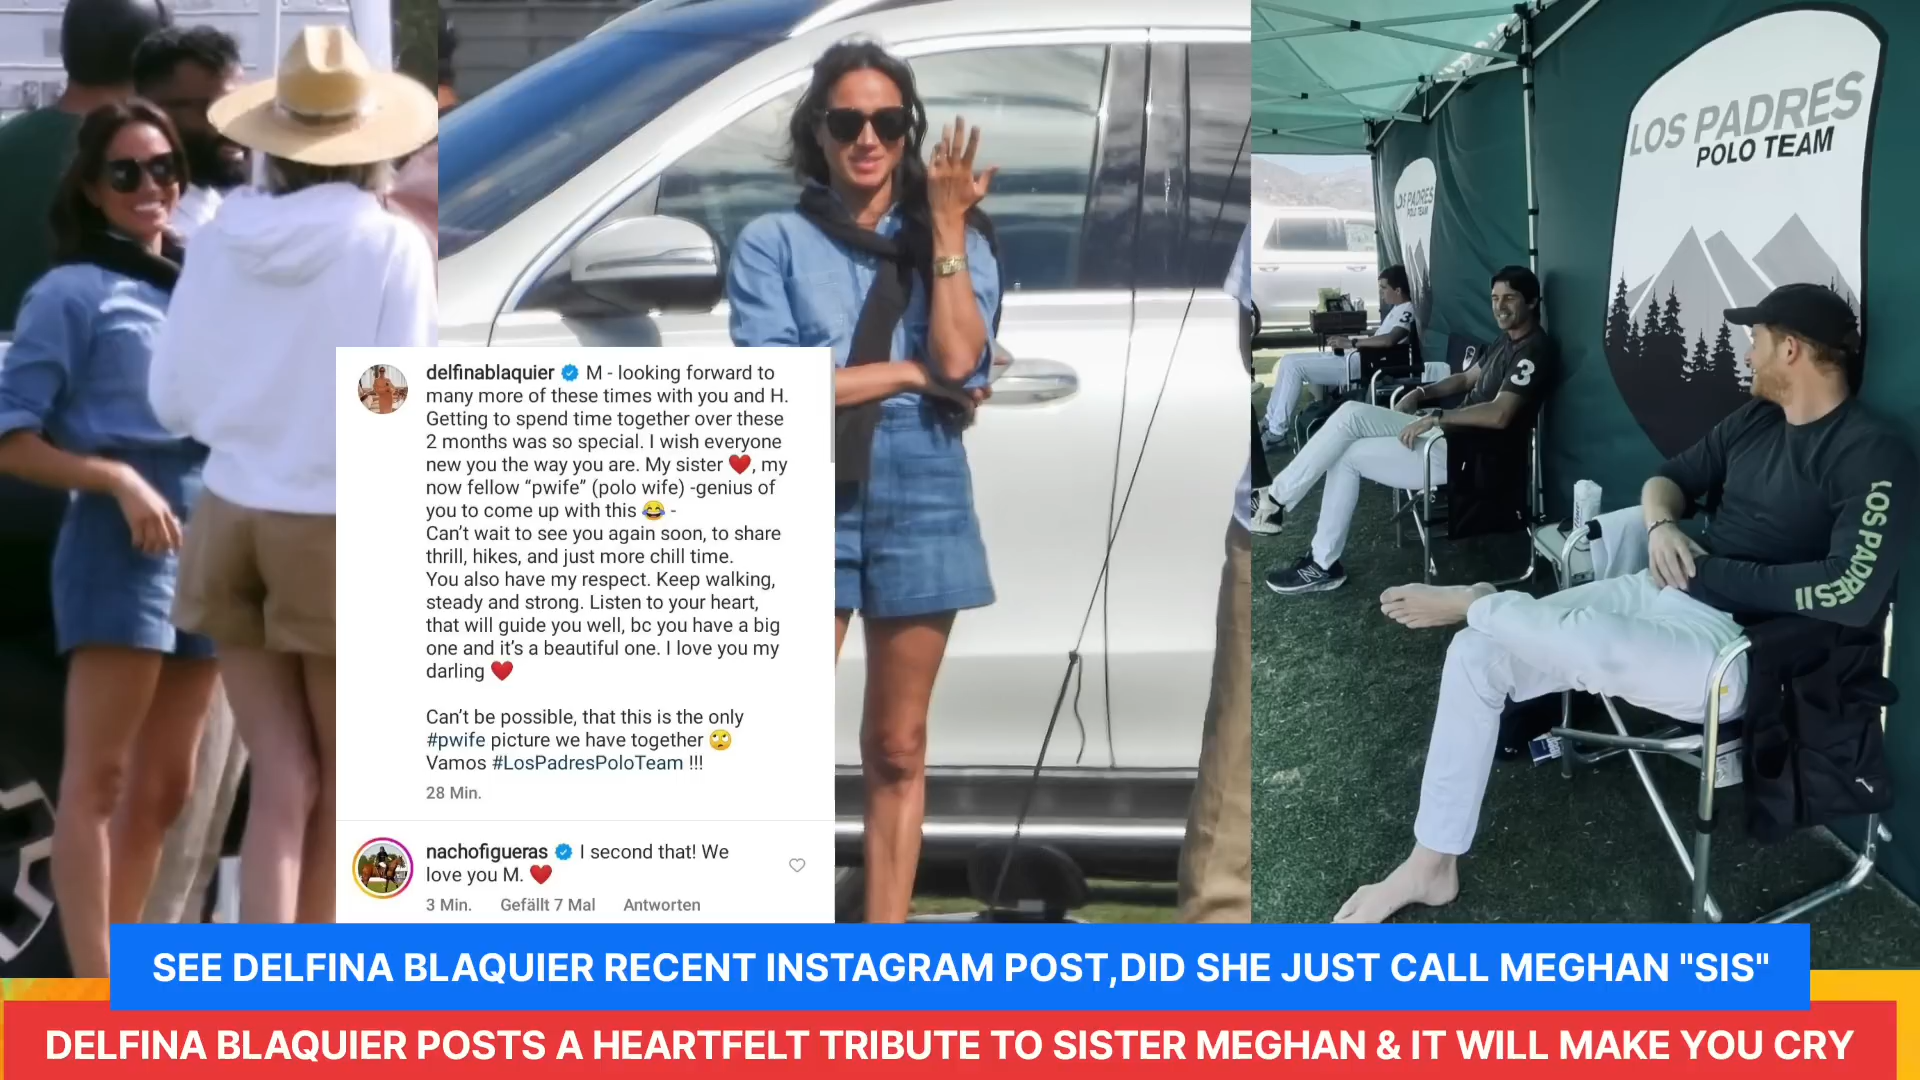 LOS PADRES
POLO TEAM
LOS PADRES
POLO TEAM
3
3
LOS PADRES II
delfinablaquier M - looking forward to
many more of these times with you and H.
Getting to spend time together over these
2 months was so special. I wish everyone
new you the way you are. My sister ❤️, my
now fellow “pwife” (polo wife) -genius of
you to come up with this 😂 -
Can’t wait to see you again soon, to share
thrill, hikes, and just more chill time.
You also have my respect. Keep walking,
steady and strong. Listen to your heart,
that will guide you well, bc you have a big
one and it’s a beautiful one. I love you my
darling ❤️
Can’t be possible, that this is the only
#pwife picture we have together 🙄
Vamos #LosPadresPoloTeam !!!
28 Min.
nachofigueras I second that! We
love you M. ❤️
3 Min. Gefällt 7 Mal Antworten
SEE DELFINA BLAQUIER RECENT INSTAGRAM POST,DID SHE JUST CALL MEGHAN "SIS"
DELFINA BLAQUIER POSTS A HEARTFELT TRIBUTE TO SISTER MEGHAN & IT WILL MAKE YOU CRY